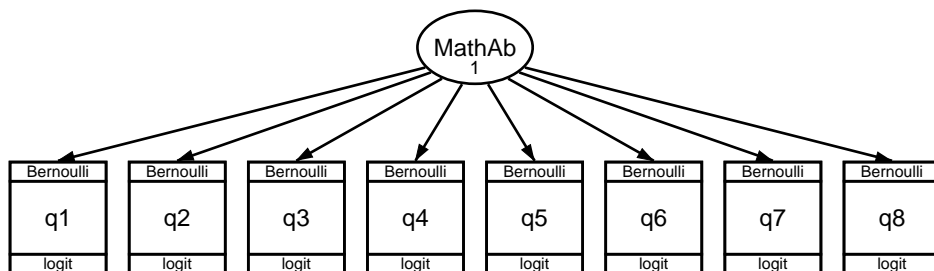 MathAb
1
Bernoulli Bernoulli Bernoulli Bernoulli Bernoulli Bernoulli Bernoulli Bernoulli
q1 q2 q3 q4 q5 q6 q7 q8
logit logit logit logit logit logit logit logit